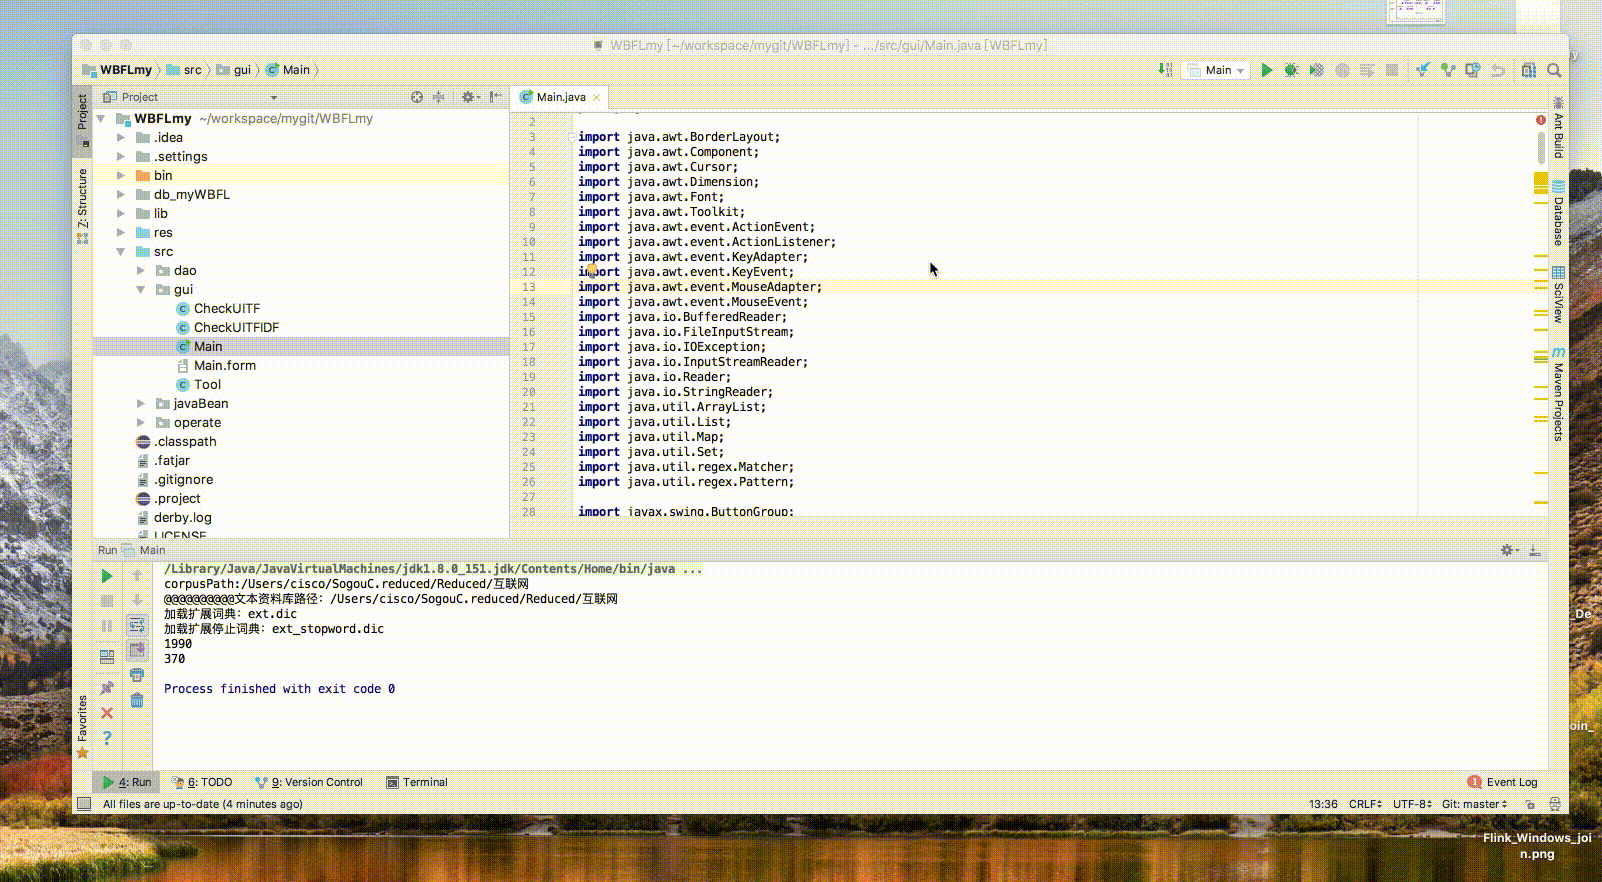 WBFLmy [~/workspace/mygit/WBFLmy] - .../src/gui/Main.java [WBFLmy]
WBFLmy src gui Main
Main
Project
Main.java
Project
Z: Structure
Favorites
WBFLmy ~/workspace/mygit/WBFLmy
.idea
.settings
bin
db_myWBFL
lib
res
src
dao
gui
CheckUITF
CheckUITFIDF
Main
Main.form
Tool
javaBean
operate
.classpath
.fatjar
.gitignore
.project
derby.log
LICENSE
2
3 import java.awt.BorderLayout;
4 import java.awt.Component;
5 import java.awt.Cursor;
6 import java.awt.Dimension;
7 import java.awt.Font;
8 import java.awt.Toolkit;
9 import java.awt.event.ActionEvent;
10 import java.awt.event.ActionListener;
11 import java.awt.event.KeyAdapter;
12 import java.awt.event.KeyEvent;
13 import java.awt.event.MouseAdapter;
14 import java.awt.event.MouseEvent;
15 import java.io.BufferedReader;
16 import java.io.FileInputStream;
17 import java.io.IOException;
18 import java.io.InputStreamReader;
19 import java.io.Reader;
20 import java.io.StringReader;
21 import java.util.ArrayList;
22 import java.util.List;
23 import java.util.Map;
24 import java.util.Set;
25 import java.util.regex.Matcher;
26 import java.util.regex.Pattern;
27
28 import javax.swing.ButtonGroup;
Ant Build
Database
SciView
Maven Projects
Run Main
/Library/Java/JavaVirtualMachines/jdk1.8.0_151.jdk/Contents/Home/bin/java ...
corpusPath:/Users/cisco/SogouC.reduced/Reduced/互联网
@@@@@@@@@@文本资料库路径：/Users/cisco/SogouC.reduced/Reduced/互联网
加载扩展词典：ext.dic
加载扩展停止词典：ext_stopword.dic
1990
370
Process finished with exit code 0
4: Run 6: TODO 9: Version Control Terminal
1 Event Log
All files are up-to-date (4 minutes ago)
13:36 CRLF UTF-8 Git: master
_De
oin_
Flink_Windows_joi
n.png